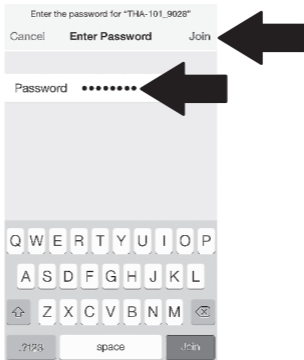 Enter the password for "THA-101_9028"
Cancel Enter Password Join
Password ••••••••
Q W E R T Y U I O P
A S D F G H J K L
Z X C V B N M
.?123 space Join